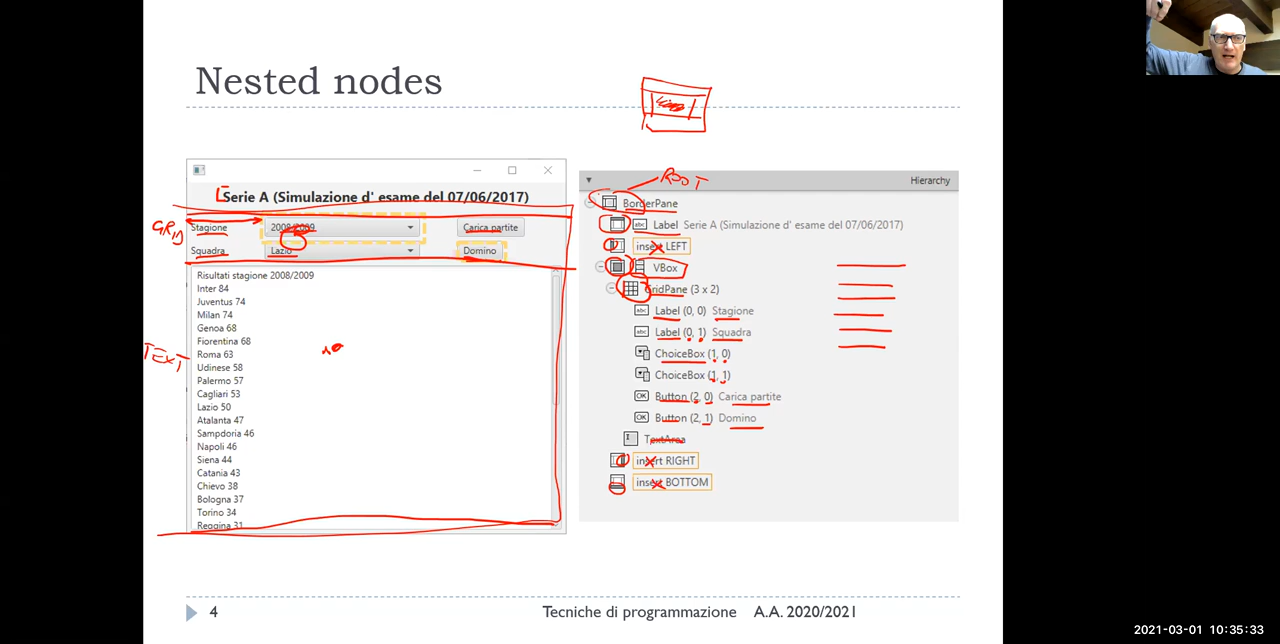 Nested nodes
Serie A (Simulazione d' esame del 07/06/2017)
GRID
Stagione
2008/2009
Carica partite
Squadra
Lazio
Domino
TEXT
Risultati stagione 2008/2009
Inter 84
Juventus 74
Milan 74
Genoa 68
Fiorentina 68
Roma 63
Udinese 58
Palermo 57
Cagliari 53
Lazio 50
Atalanta 47
Sampdoria 46
Napoli 46
Siena 44
Catania 43
Chievo 38
Bologna 37
Torino 34
Reggina 31
ROOT
Hierarchy
BorderPane
abc Label Serie A (Simulazione d' esame del 07/06/2017)
insert LEFT
VBox
GridPane (3 x 2)
abc Label (0, 0) Stagione
abc Label (0, 1) Squadra
ChoiceBox (1, 0)
ChoiceBox (1, 1)
OK Button (2, 0) Carica partite
OK Button (2, 1) Domino
TextArea
insert RIGHT
insert BOTTOM
4
Tecniche di programmazione A.A. 2020/2021
2021-03-01 10:35:33